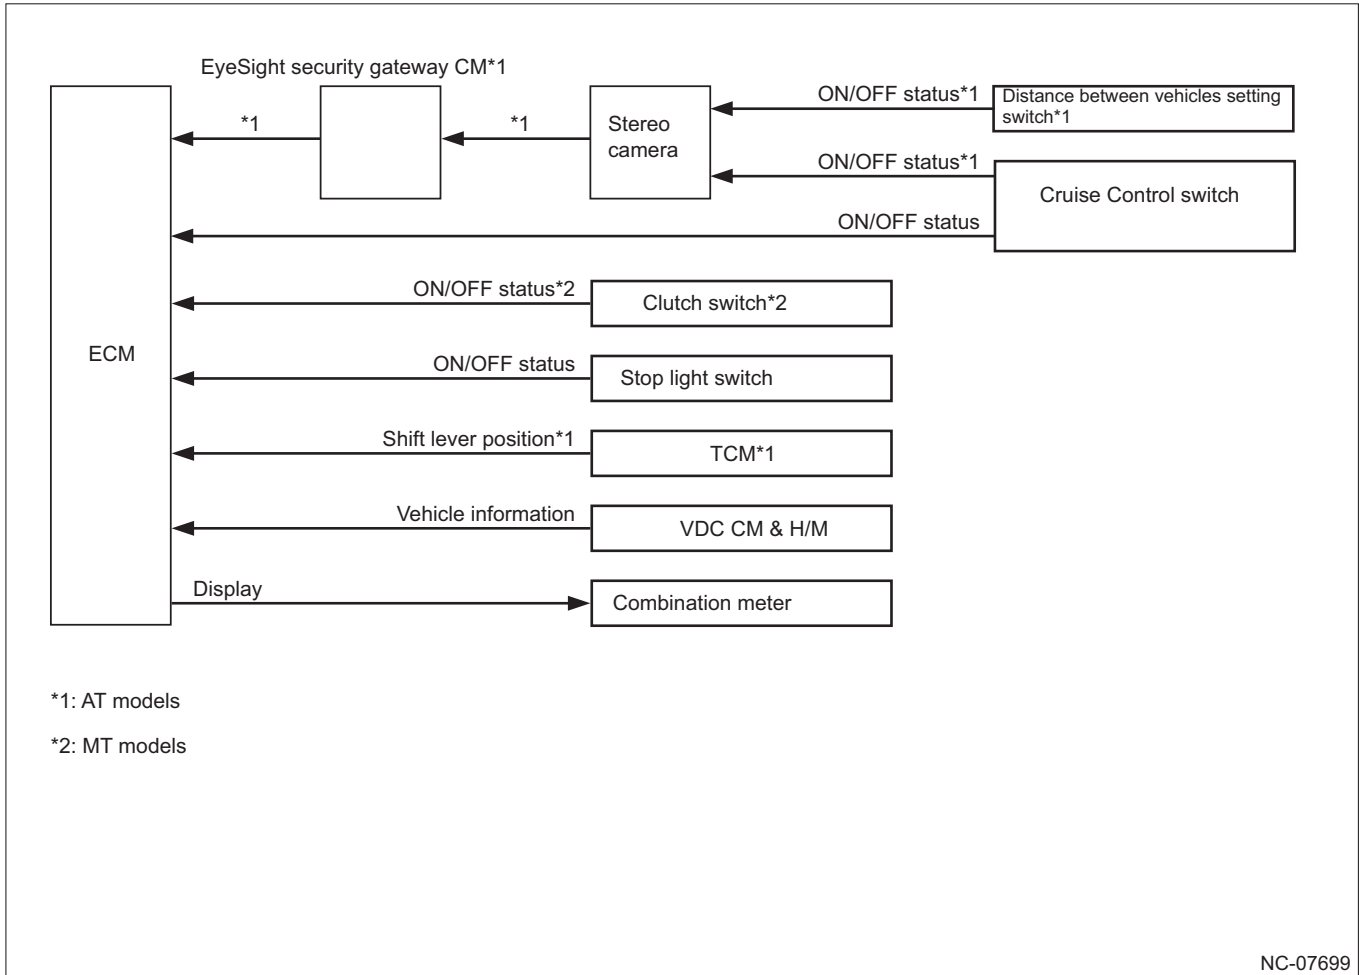 EyeSight security gateway CM*1
ON/OFF status*1
Distance between vehicles setting
switch*1
*1
*1
Stereo
camera
ON/OFF status*1
Cruise Control switch
ON/OFF status
ON/OFF status*2
Clutch switch*2
ECM
ON/OFF status
Stop light switch
Shift lever position*1
TCM*1
Vehicle information
VDC CM & H/M
Display
Combination meter
*1: AT models
*2: MT models
NC-07699